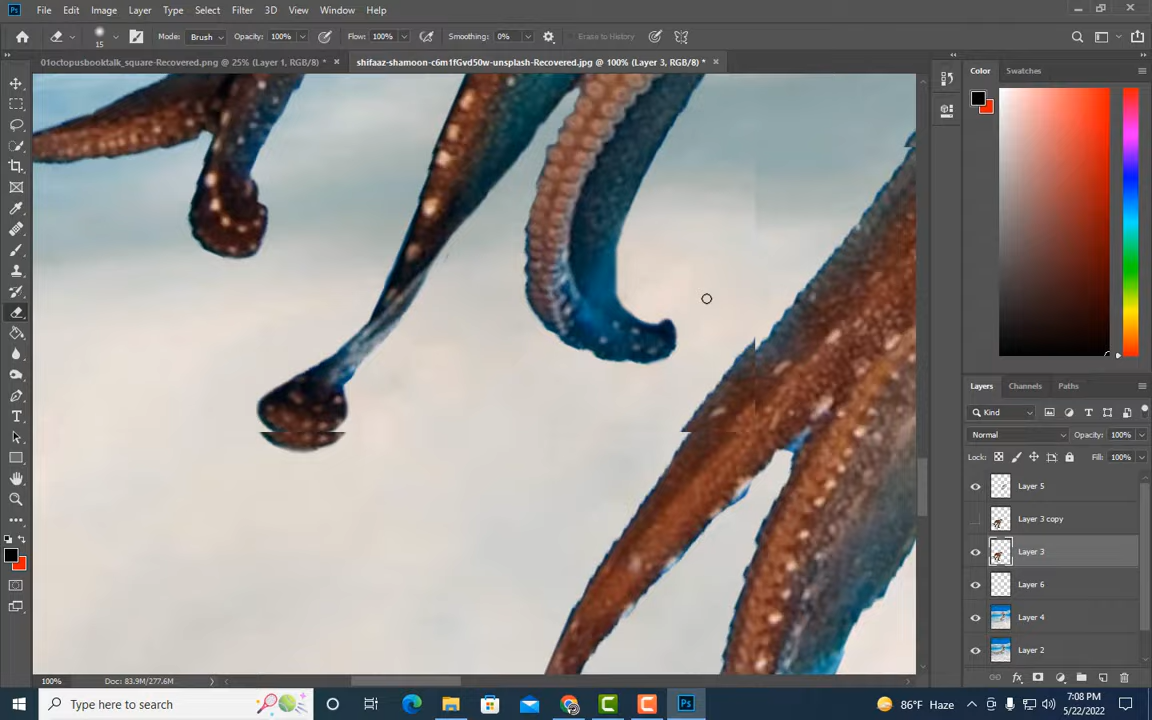 Ps File Edit Image Layer Type Select Filter 3D View Window Help
15 Mode: Brush Opacity: 100% Flow: 100% Smoothing: 0% Erase to History
01octopusbooktalk_square-Recovered.png @ 25% (Layer 1, RGB/8) * × shifaaz-shamoon-c6m1fGvd50w-unsplash-Recovered.jpg @ 100% (Layer 3, RGB/8) * ×
Color Swatches
Layers Channels Paths
Kind
Normal Opacity: 100%
Lock: Fill: 100%
Layer 5
Layer 3 copy
Layer 3
Layer 6
Layer 4
Layer 2
100% Doc: 83.9M/277.6M
Type here to search Ps 86°F Haze 7:08 PM
5/22/2022